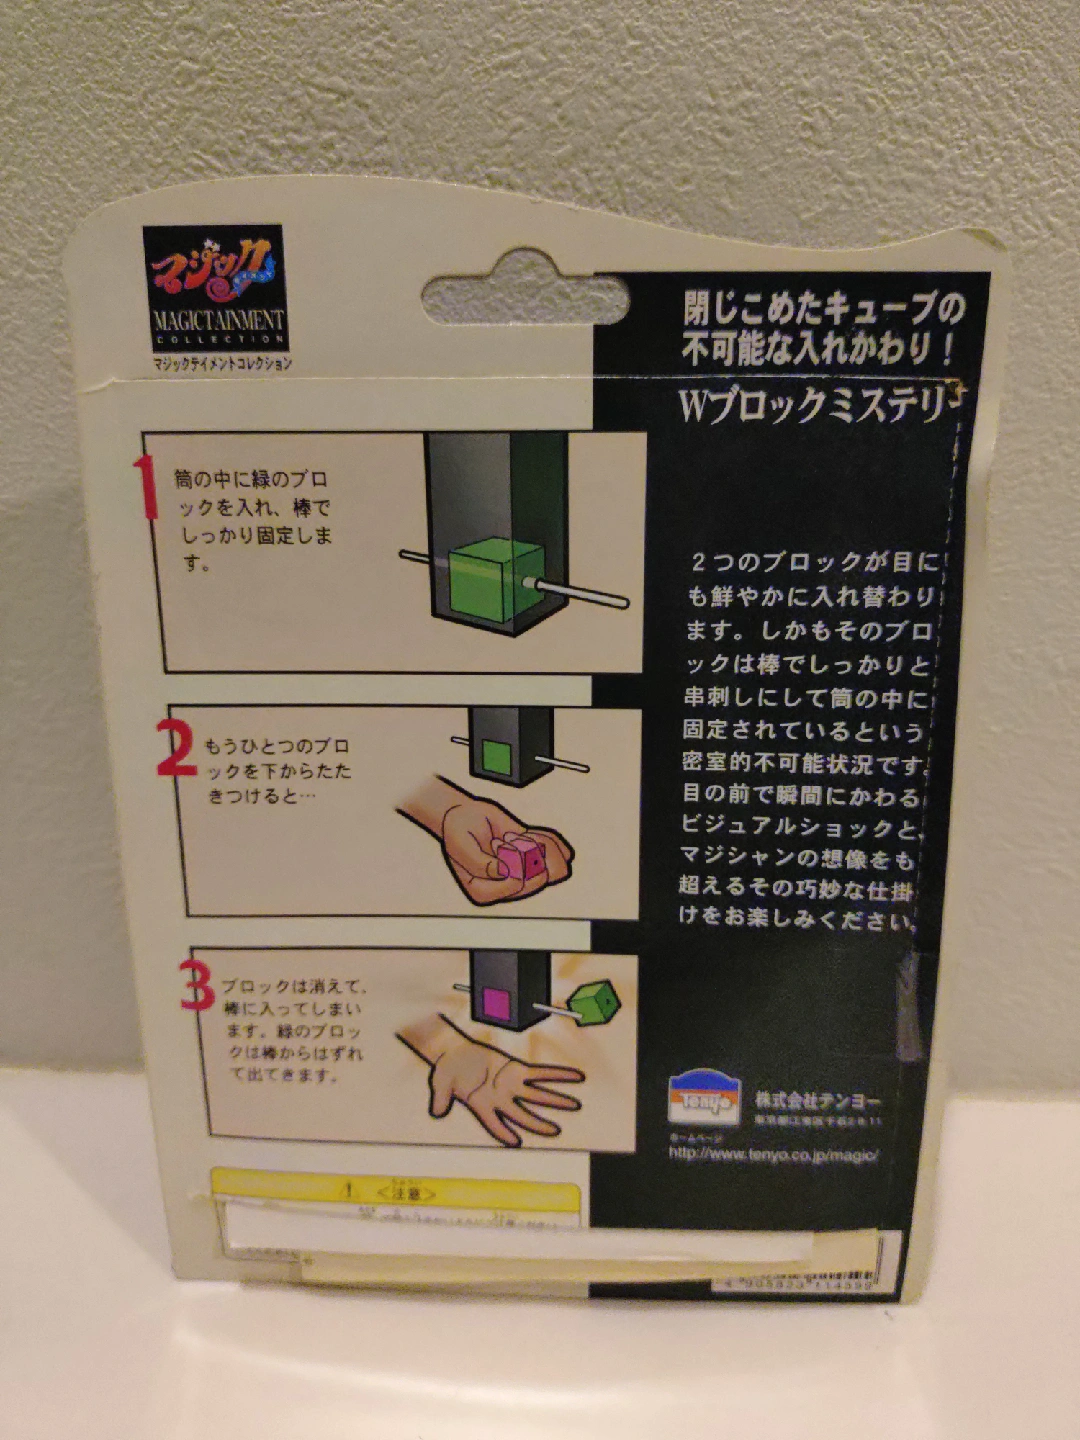 マジック
MAGICTAINMENT
COLLECTION
マジックテイメントコレクション
閉じこめたキューブの
不可能な入れかわり！
Wブロックミステリー
1
筒の中に緑のブロ
ックを入れ、棒で
しっかり固定しま
す。
2
もうひとつのブロ
ックを下からたた
きつけると…
3
ブロックは消えて、
棒に入ってしまい
ます。緑のブロッ
クは棒からはずれ
て出てきます。
2つのブロックが目に
も鮮やかに入れ替わり
ます。しかもそのブロ
ックは棒でしっかりと
串刺しにして筒の中に
固定されているという
密室的不可能状況です。
目の前で瞬間にかわる
ビジュアルショックと、
マジシャンの想像をも
超えるその巧妙な仕掛
けをお楽しみください。
Tenyo
株式会社テンヨー
ホームページ
http://www.tenyo.co.jp/magic/
<注意>